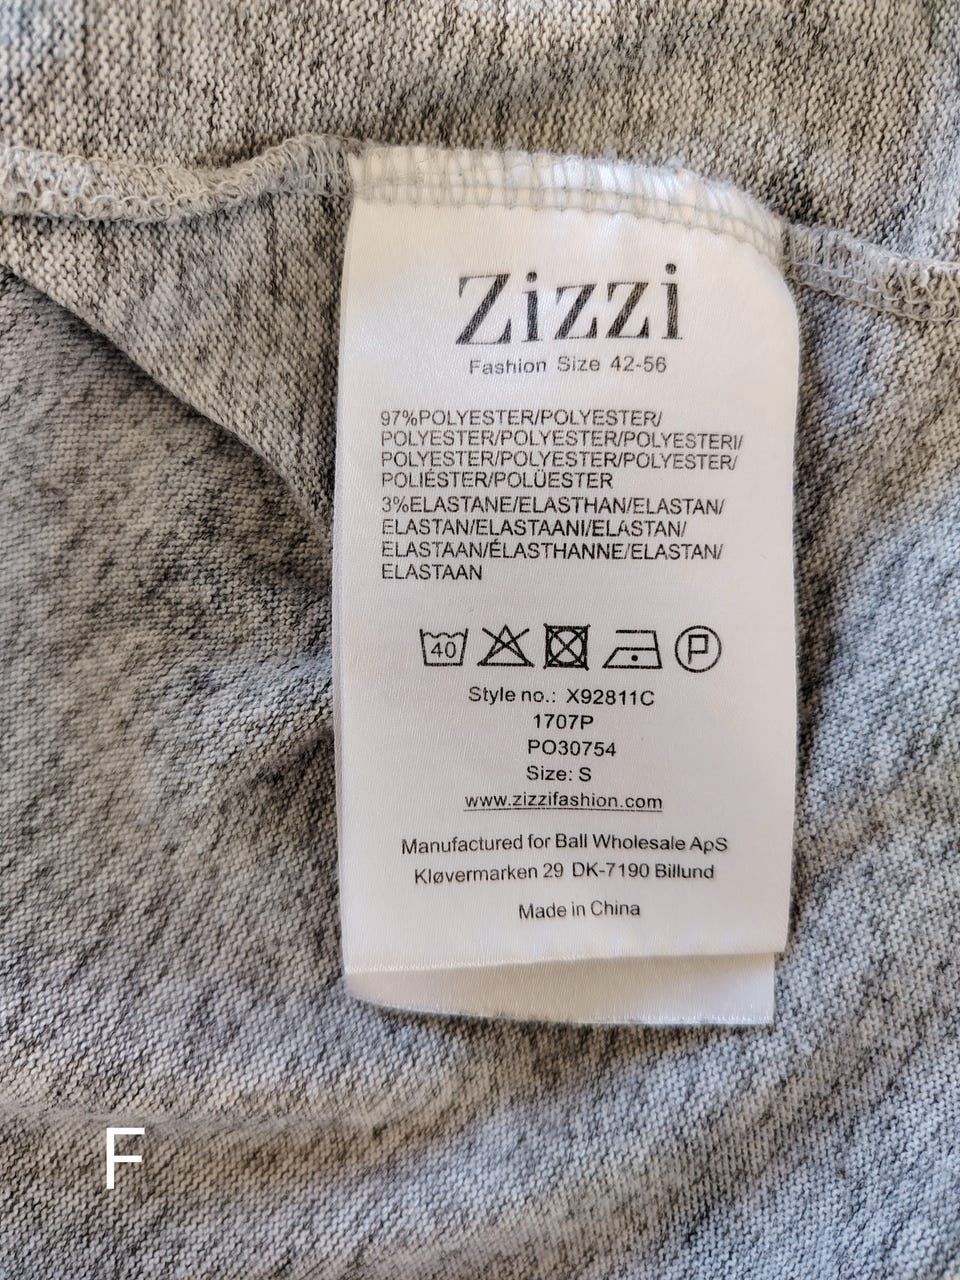 Zizzi
Fashion Size 42-56
97%POLYESTER/POLYESTER/
POLYESTER/POLYESTER/POLYESTERI/
POLYESTER/POLYESTER/POLYESTER/
POLIÉSTER/POLÜESTER
3%ELASTANE/ELASTHAN/ELASTAN/
ELASTAN/ELASTAANI/ELASTAN/
ELASTAAN/ÉLASTHANNE/ELASTAN/
ELASTAAN
40 P
Style no.: X92811C
1707P
PO30754
Size: S
www.zizzifashion.com
Manufactured for Ball Wholesale ApS
Kløvermarken 29 DK-7190 Billund
Made in China
F